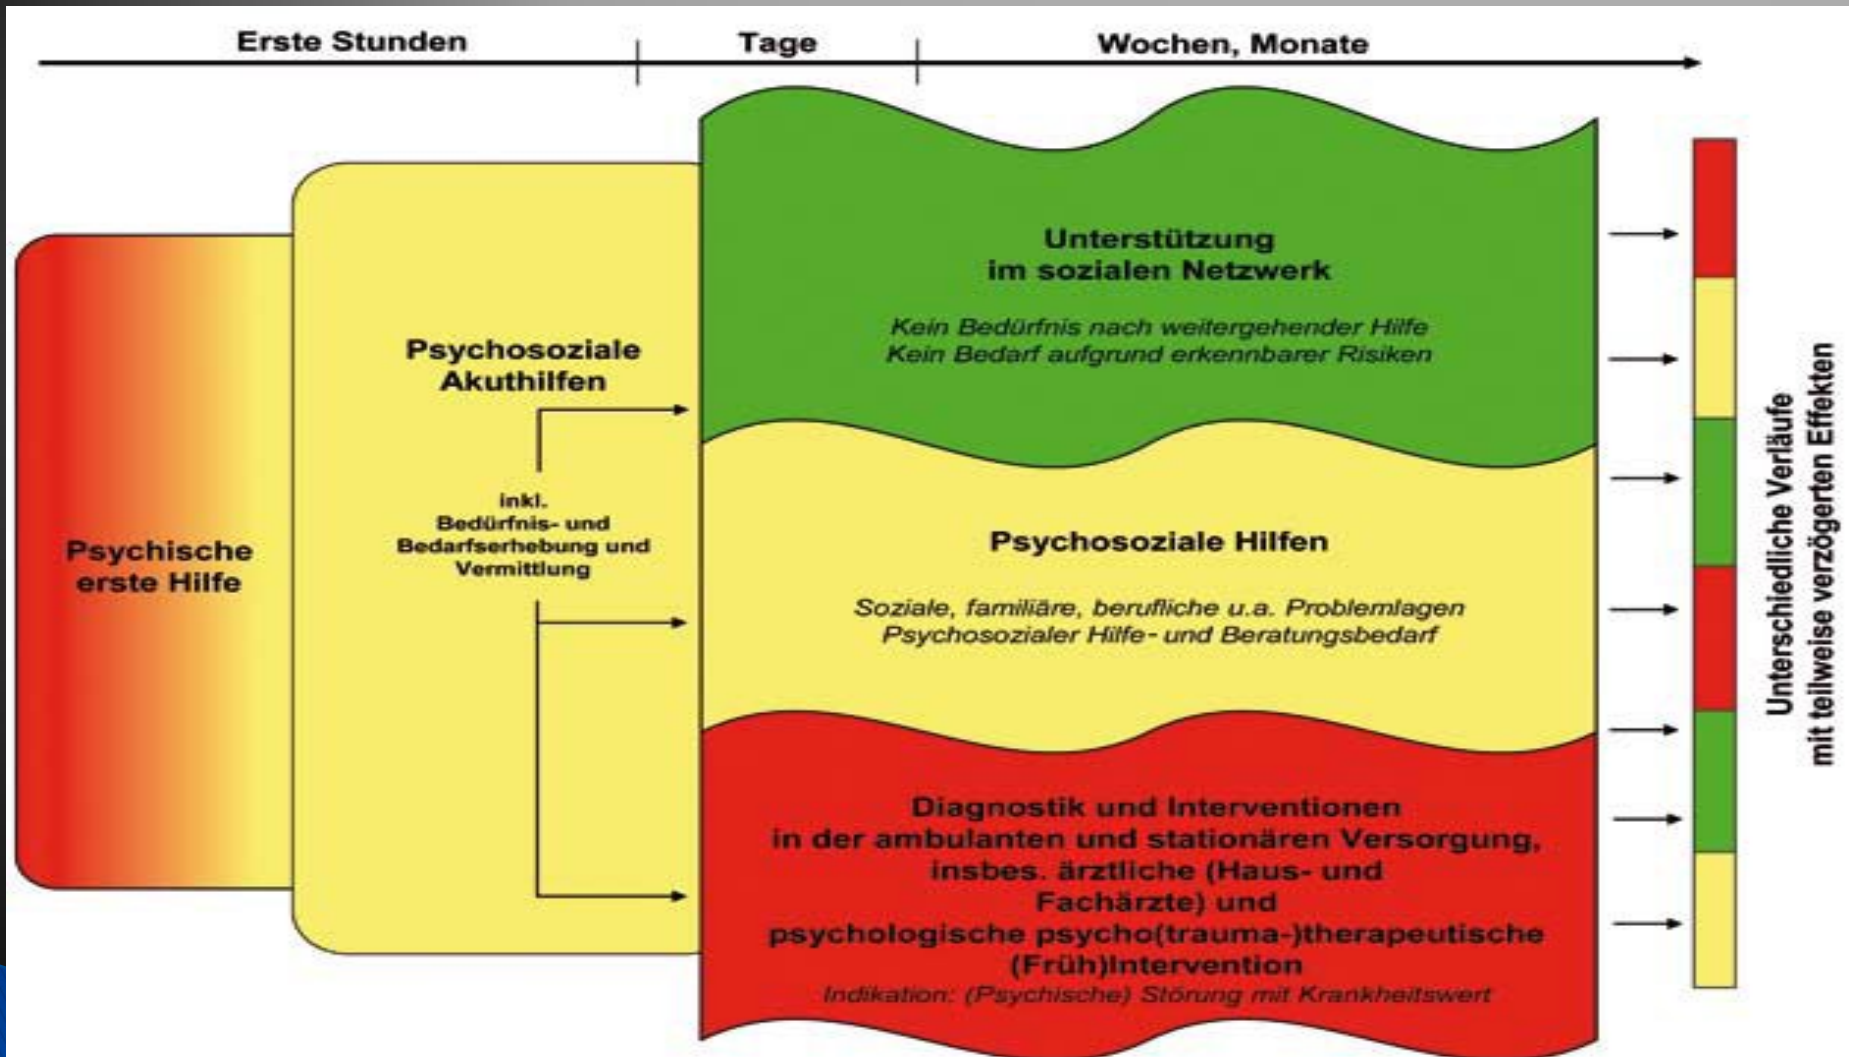 Erste Stunden
Tage
Wochen, Monate
Psychische
erste Hilfe
Psychosoziale
Akuthilfen
inkl.
Bedürfnis- und
Bedarfserhebung und
Vermittlung
Unterstützung
im sozialen Netzwerk
Kein Bedürfnis nach weitergehender Hilfe
Kein Bedarf aufgrund erkennbarer Risiken
Psychosoziale Hilfen
Soziale, familiäre, berufliche u.a. Problemlagen
Psychosozialer Hilfe- und Beratungsbedarf
Diagnostik und Interventionen
in der ambulanten und stationären Versorgung,
insbes. ärztliche (Haus- und
Fachärzte) und
psychologische psycho(trauma-)therapeutische
(Früh)Intervention
Indikation: (Psychische) Störung mit Krankheitswert
Unterschiedliche Verläufe
mit teilweise verzögerten Effekten